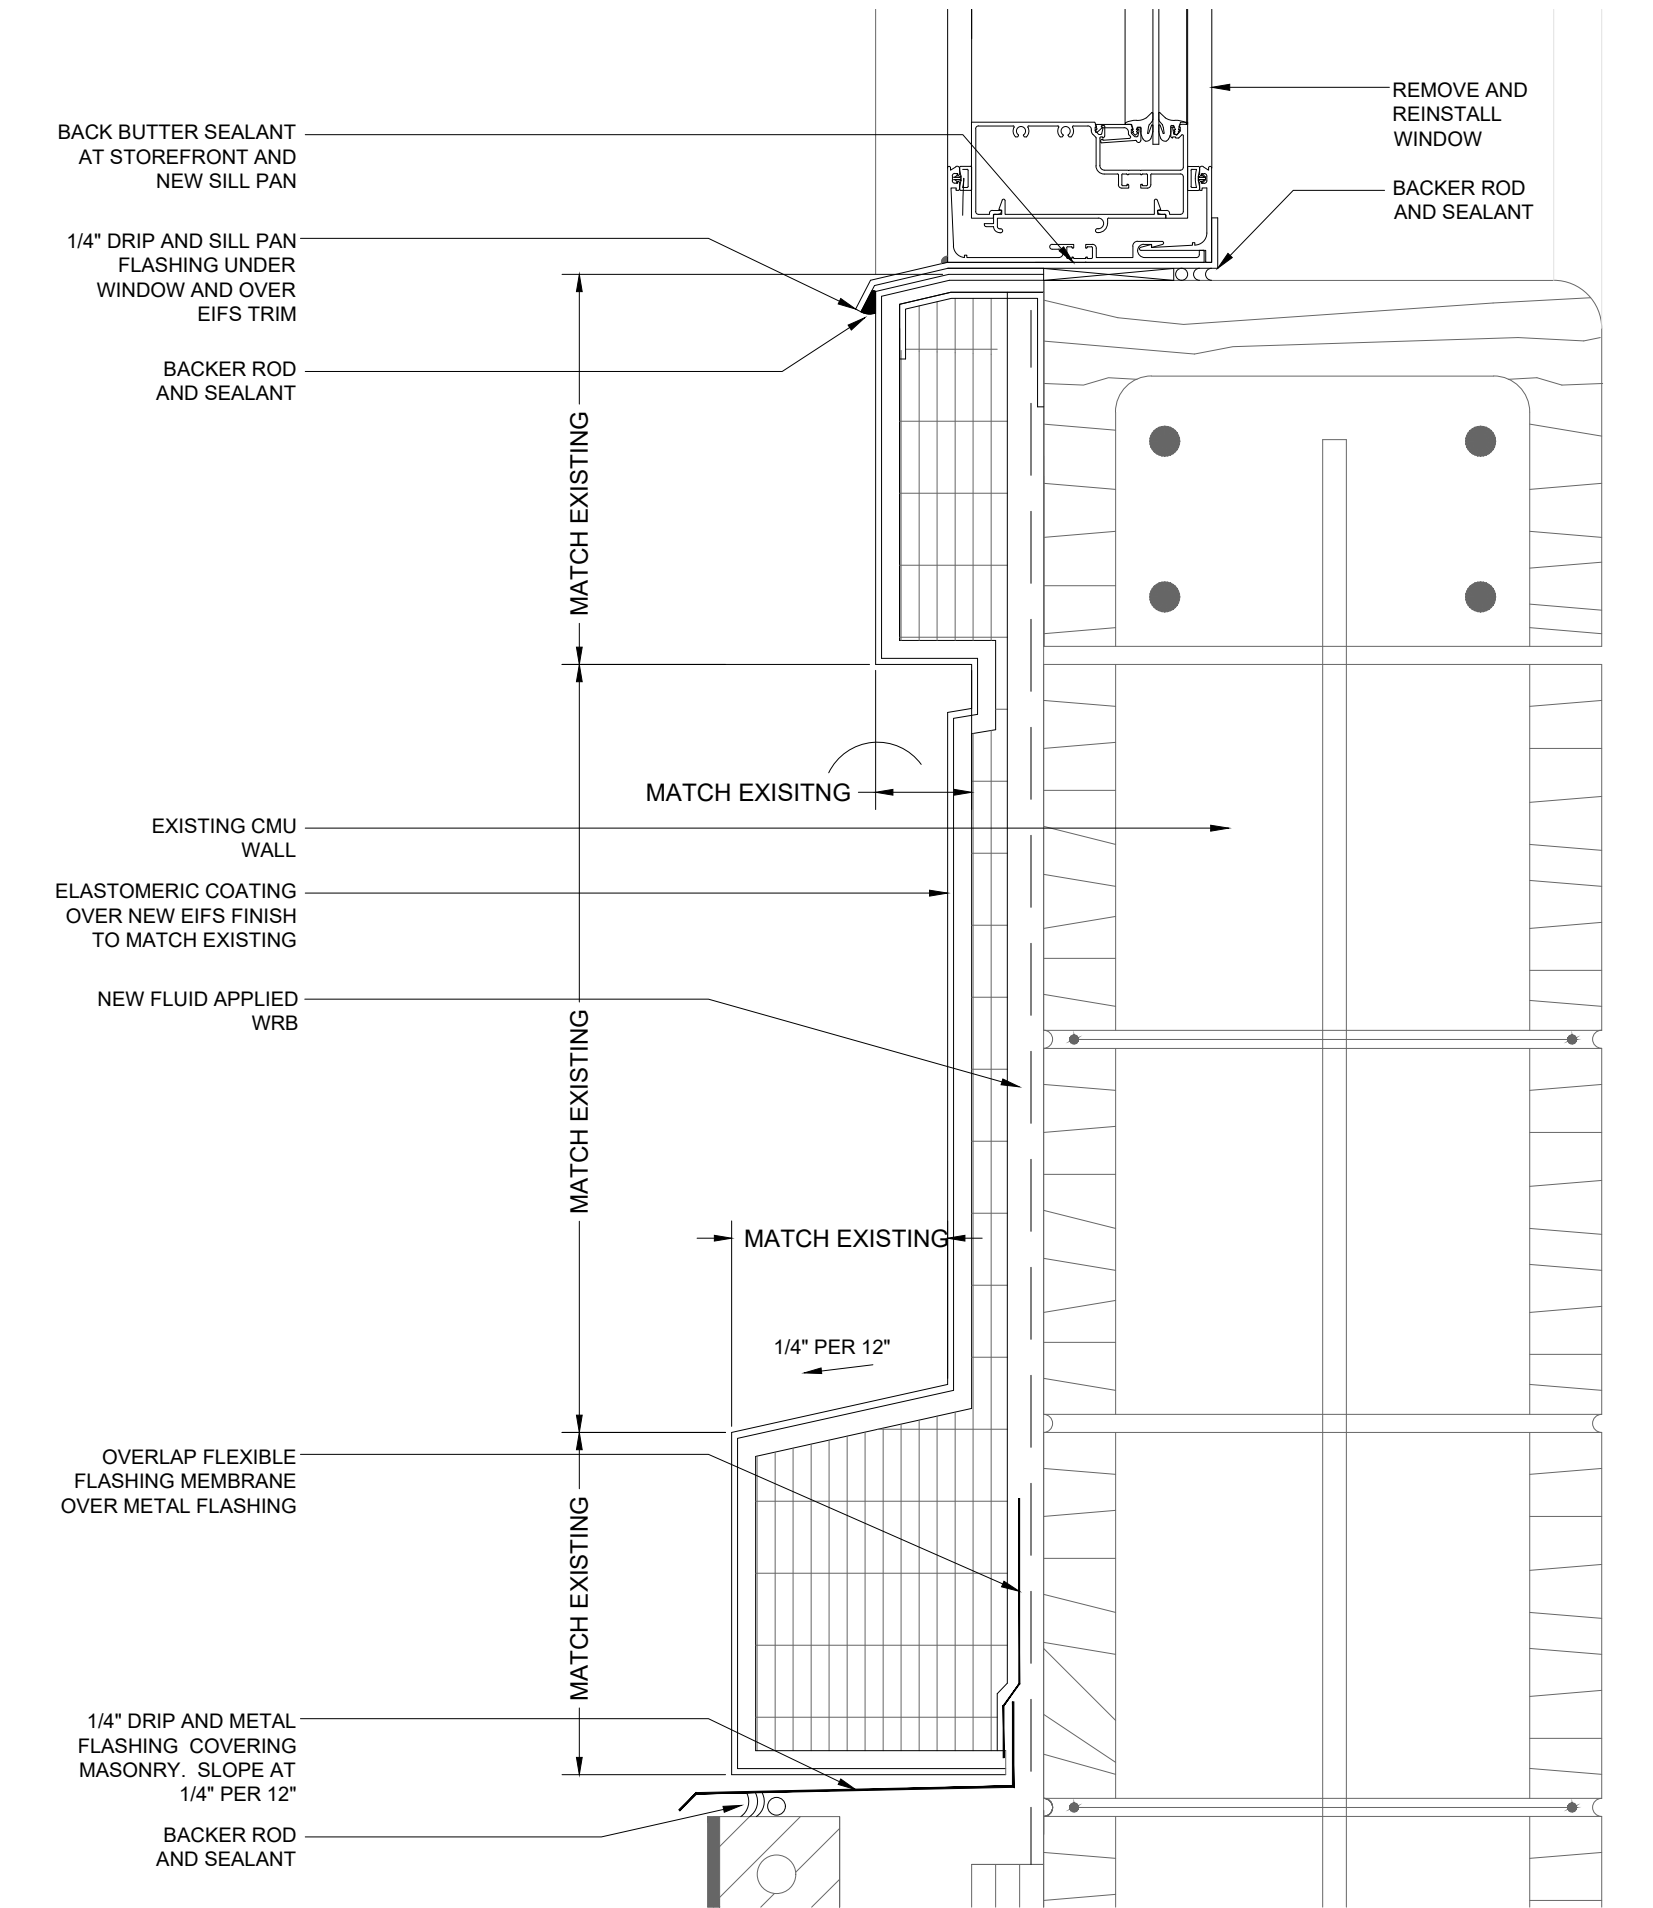 REMOVE AND
REINSTALL
WINDOW
BACK BUTTER SEALANT
AT STOREFRONT AND
NEW SILL PAN
BACKER ROD
AND SEALANT
1/4" DRIP AND SILL PAN
FLASHING UNDER
WINDOW AND OVER
EIFS TRIM
BACKER ROD
AND SEALANT
MATCH EXISTING
MATCH EXISITNG
EXISTING CMU
WALL
ELASTOMERIC COATING
OVER NEW EIFS FINISH
TO MATCH EXISTING
NEW FLUID APPLIED
WRB
MATCH EXISTING
MATCH EXISTING
1/4" PER 12"
OVERLAP FLEXIBLE
FLASHING MEMBRANE
OVER METAL FLASHING
MATCH EXISTING
1/4" DRIP AND METAL
FLASHING COVERING
MASONRY. SLOPE AT
1/4" PER 12"
BACKER ROD
AND SEALANT